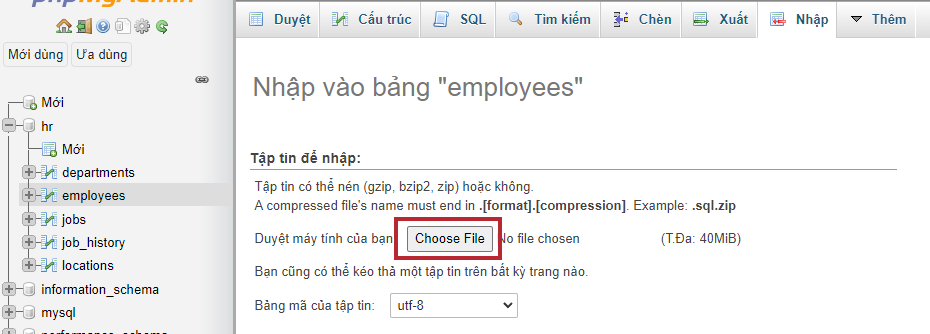 phpMyAdmin
Duyệt
Cấu trúc
SQL
Tìm kiếm
Chèn
Xuất
Nhập
Thêm
Mới dùng
Ưa dùng
Mới
hr
Mới
departments
employees
jobs
job_history
locations
information_schema
mysql
performance_schema
Nhập vào bảng "employees"
Tập tin để nhập:
Tập tin có thể nén (gzip, bzip2, zip) hoặc không.
A compressed file's name must end in .[format].[compression]. Example: .sql.zip
Duyệt máy tính của bạn Choose File No file chosen (T.Đa: 40MiB)
Bạn cũng có thể kéo thả một tập tin trên bất kỳ trang nào.
Bảng mã của tập tin: utf-8